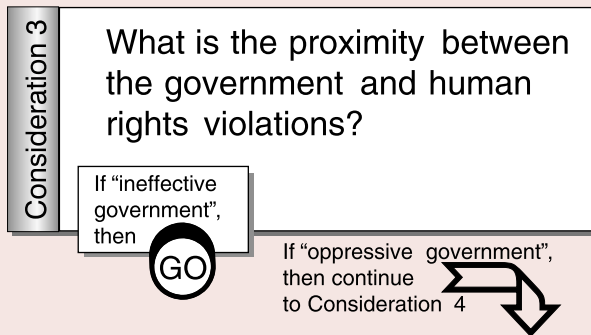 Consideration 3
What is the proximity between
the government and human
rights violations?
If “ineffective
government”,
then
GO
If “oppressive government”,
then continue
to Consideration 4